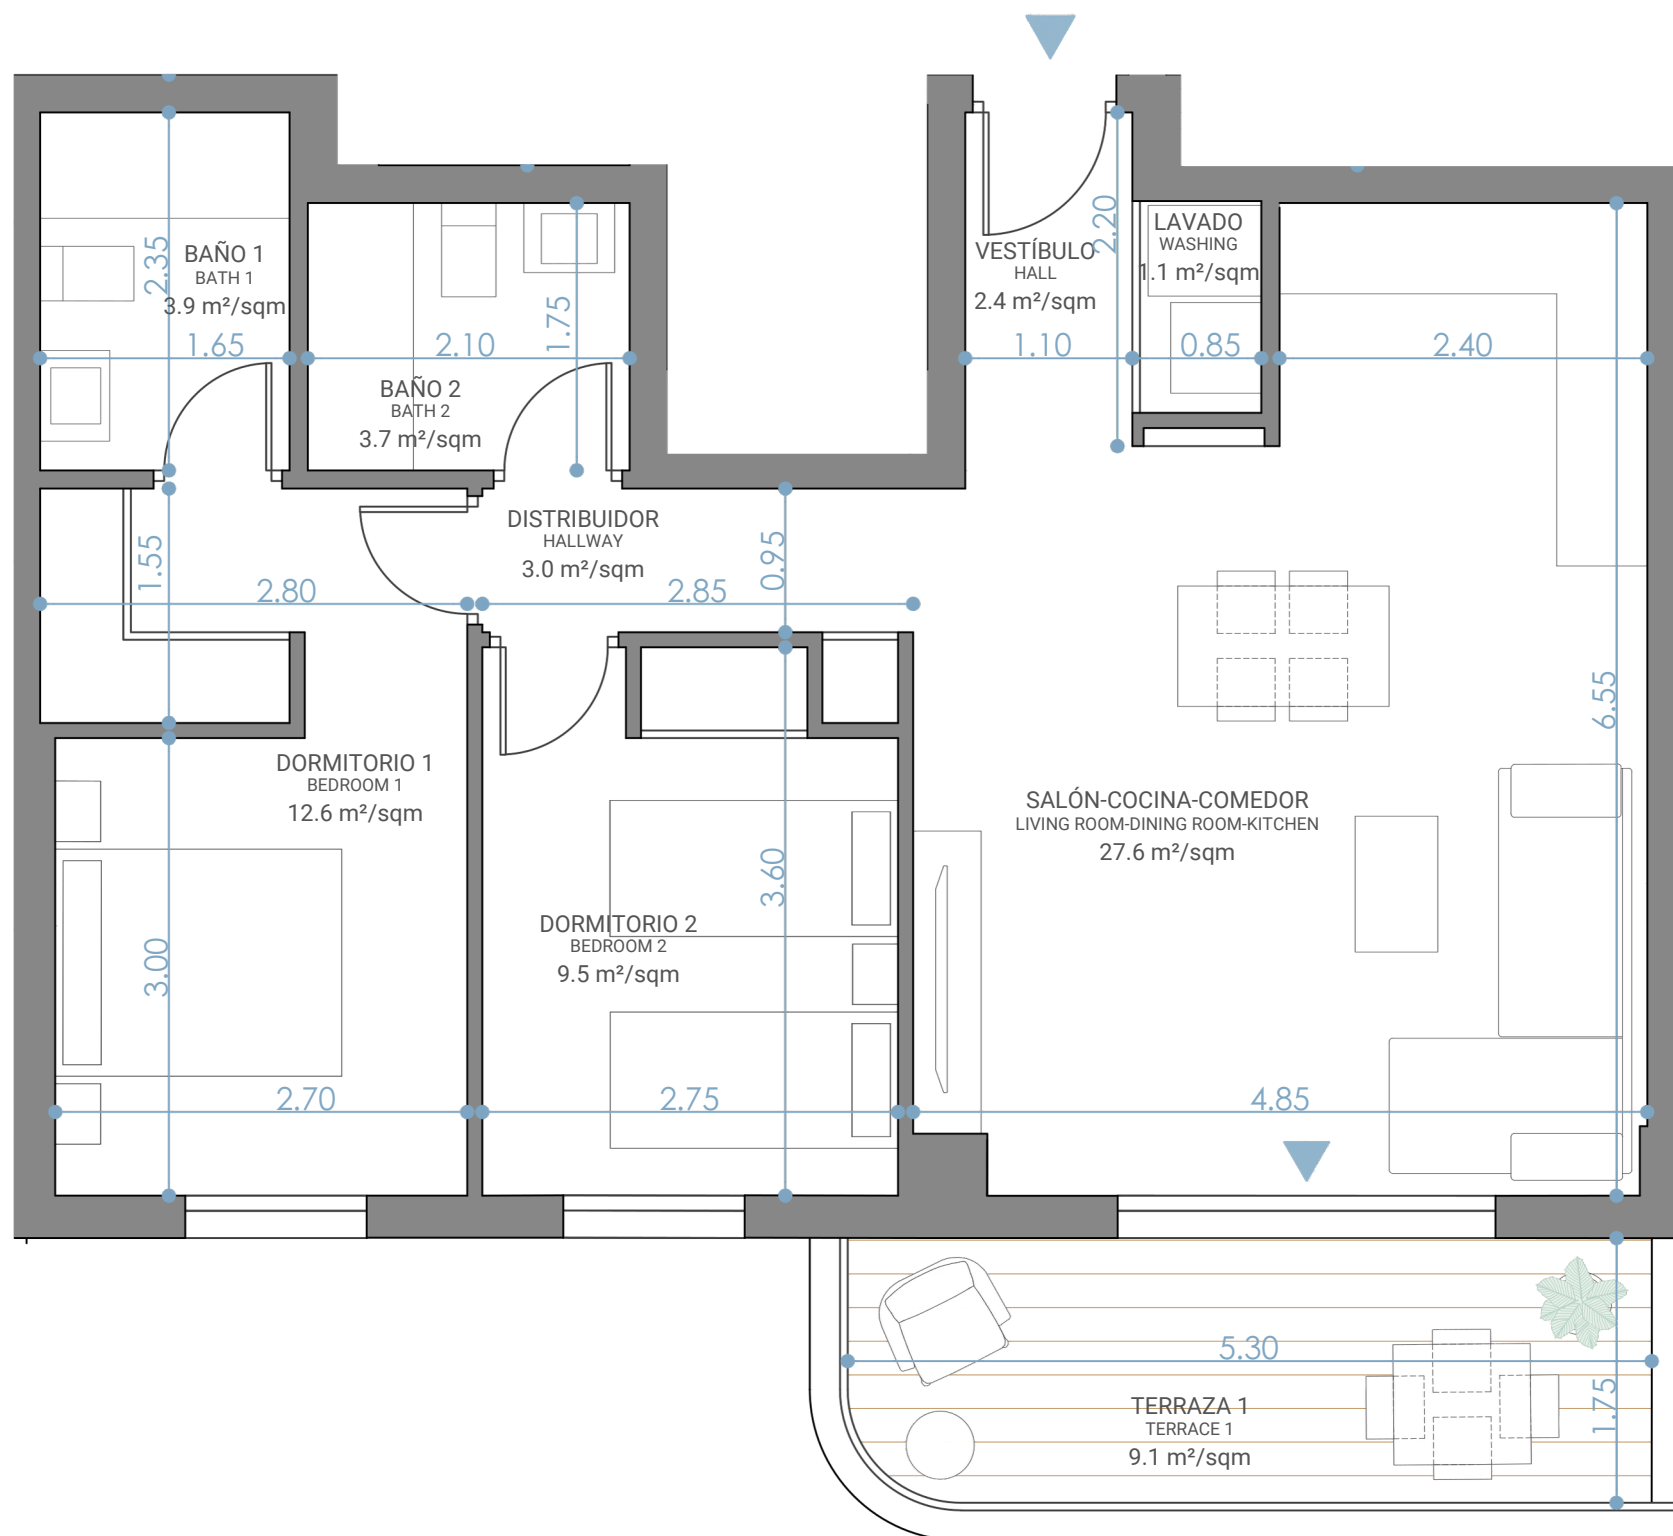 BAÑO 1
BATH 1
3.9 m²/sqm
2.35
1.65
BAÑO 2
BATH 2
3.7 m²/sqm
2.10
1.75
VESTÍBULO
HALL
2.4 m²/sqm
2.20
1.10
LAVADO
WASHING
1.1 m²/sqm
0.85
2.40
DISTRIBUIDOR
HALLWAY
3.0 m²/sqm
1.55
2.80
2.85
0.95
DORMITORIO 1
BEDROOM 1
12.6 m²/sqm
3.00
2.70
DORMITORIO 2
BEDROOM 2
9.5 m²/sqm
3.60
2.75
SALÓN-COCINA-COMEDOR
LIVING ROOM-DINING ROOM-KITCHEN
27.6 m²/sqm
6.55
4.85
5.30
TERRAZA 1
TERRACE 1
9.1 m²/sqm
1.75